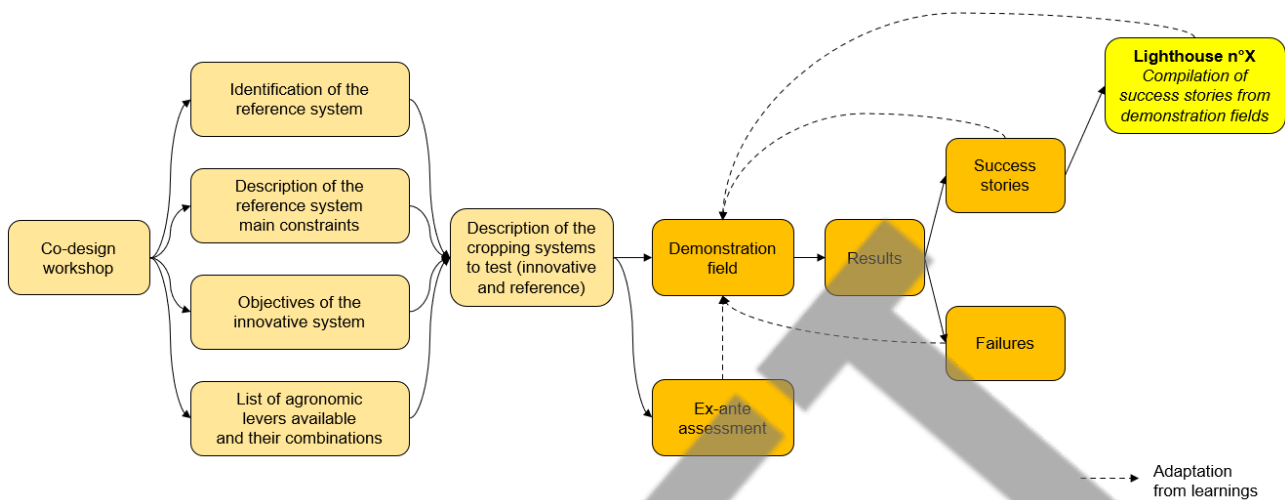 Co-design
workshop
Identification of the
reference system
Description of the
reference system
main constraints
Objectives of the
innovative system
List of agronomic
levers available
and their combinations
Description of the
cropping systems
to test (innovative
and reference)
Demonstration
field
Ex-ante
assessment
Results
Success
stories
Failures
Lighthouse n°X
Compilation of
success stories from
demonstration fields
Adaptation
from learnings